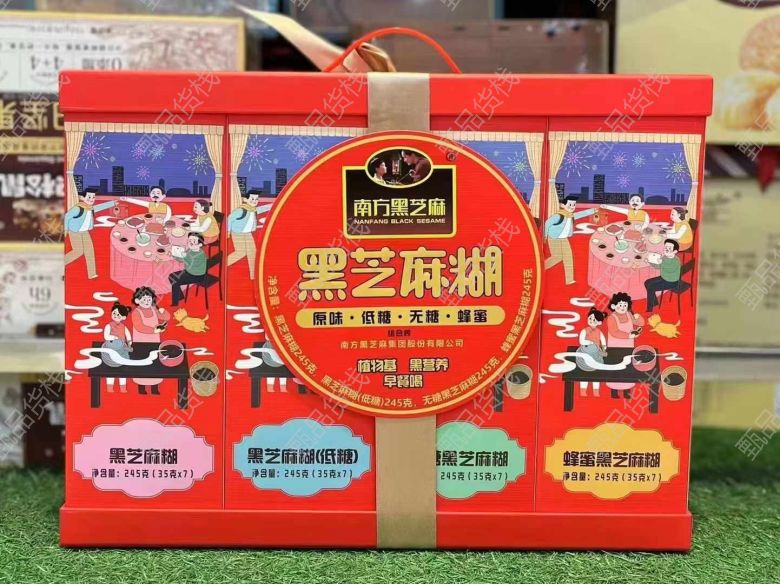 南方黑芝麻
NANFANG BLACK SESAME
黑芝麻糊
原味·低糖·无糖·蜂蜜
组合装
南方黑芝麻集团股份有限公司
植物基 黑营养
早餐喝
净含量：黑芝麻糊245克，黑芝麻糊(低糖)245克，无糖黑芝麻糊245克，蜂蜜黑芝麻糊245克
黑芝麻糊
净含量：245克（35克x7）
黑芝麻糊(低糖)
净含量：245克（35克x7）
糖黑芝麻糊
245克（35克x7）
蜂蜜黑芝麻糊
净含量：245克（35克x7）
4+4
甄品货栈